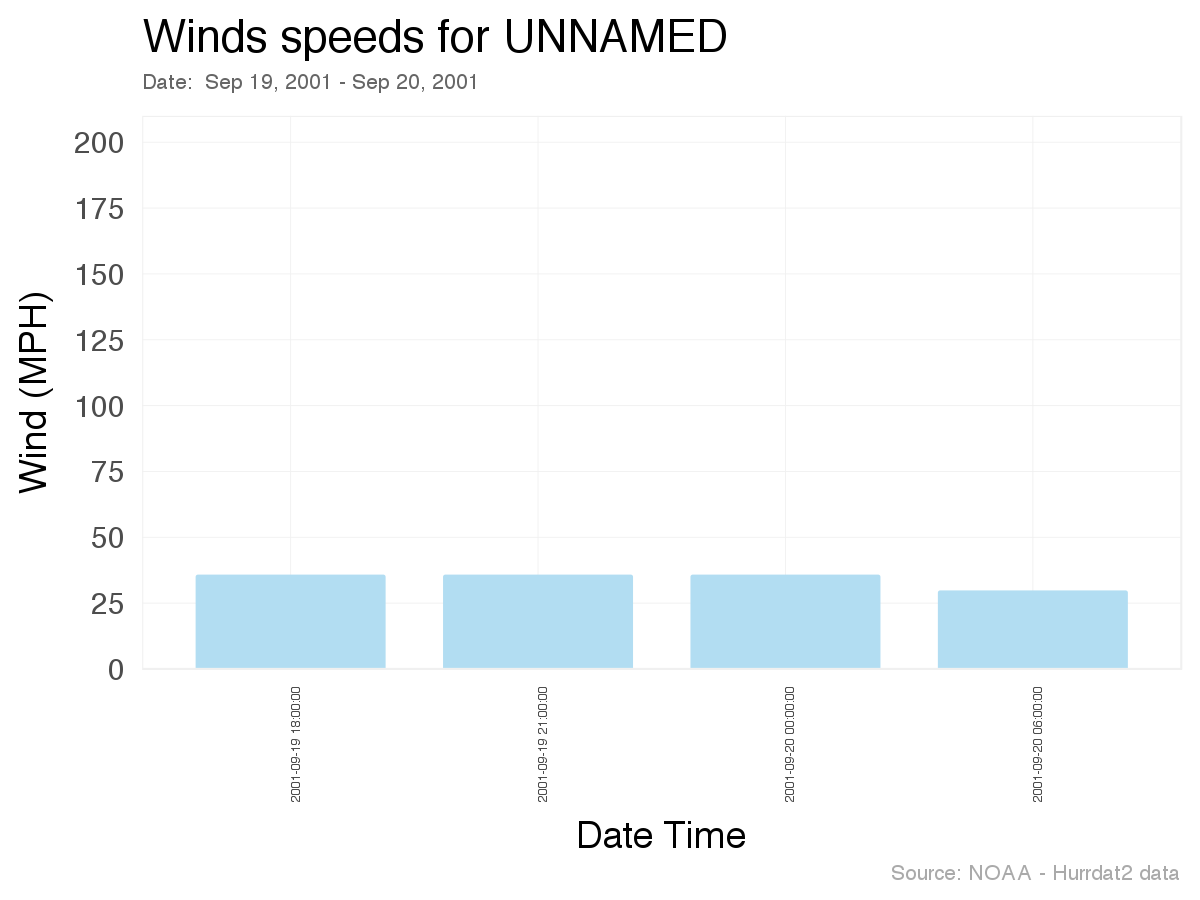 Winds speeds for UNNAMED
Date:  Sep 19, 2001 - Sep 20, 2001
Wind (MPH)
200
175
150
125
100
75
50
25
0
2001-09-19 18:00:00
2001-09-19 21:00:00
2001-09-20 00:00:00
2001-09-20 06:00:00
Date Time
Source: NOAA - Hurrdat2 data